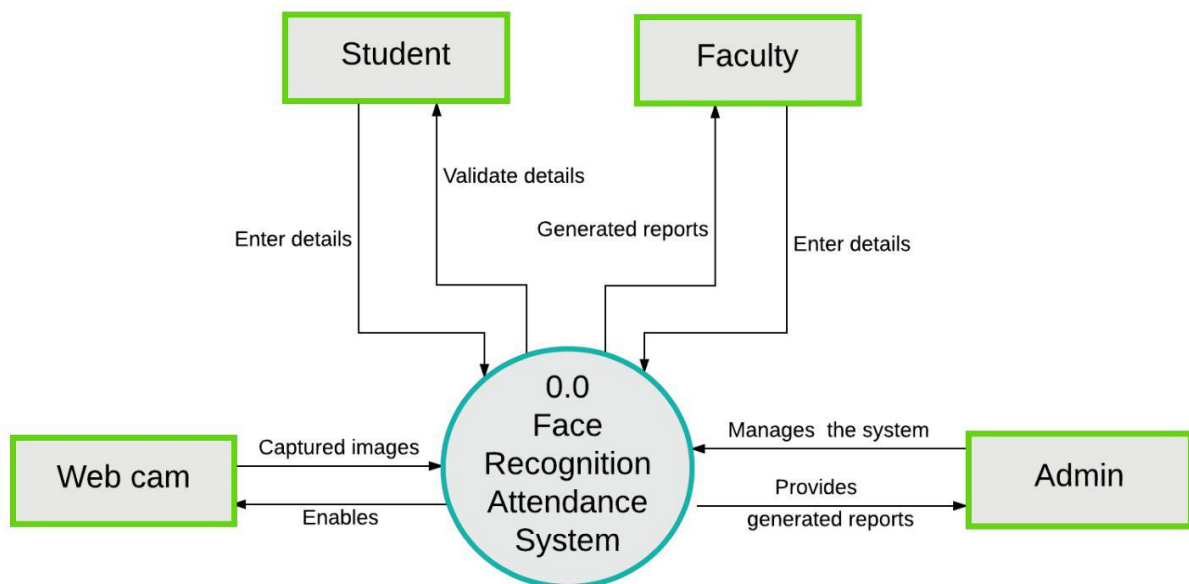 Student
Faculty
Validate details
Generated reports
Enter details
Enter details
0.0
Face
Recognition
Attendance
System
Web cam
Captured images
Enables
Manages the system
Provides
generated reports
Admin